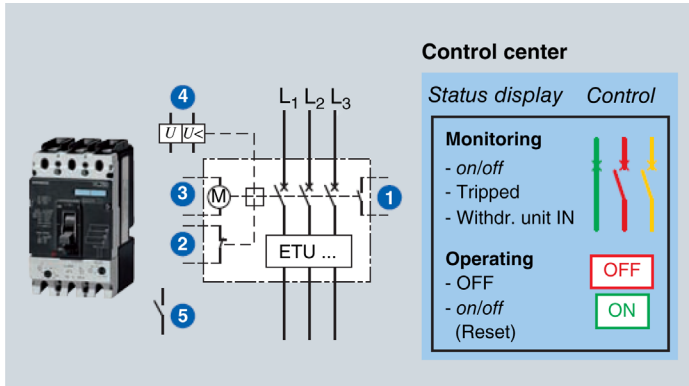 Control center
Status display Control
Monitoring
- on/off
- Tripped
- Withdr. unit IN
Operating
- OFF
- on/off
(Reset)
OFF
ON
4
U U<
L1 L2 L3
3
M
1
2
ETU ...
5